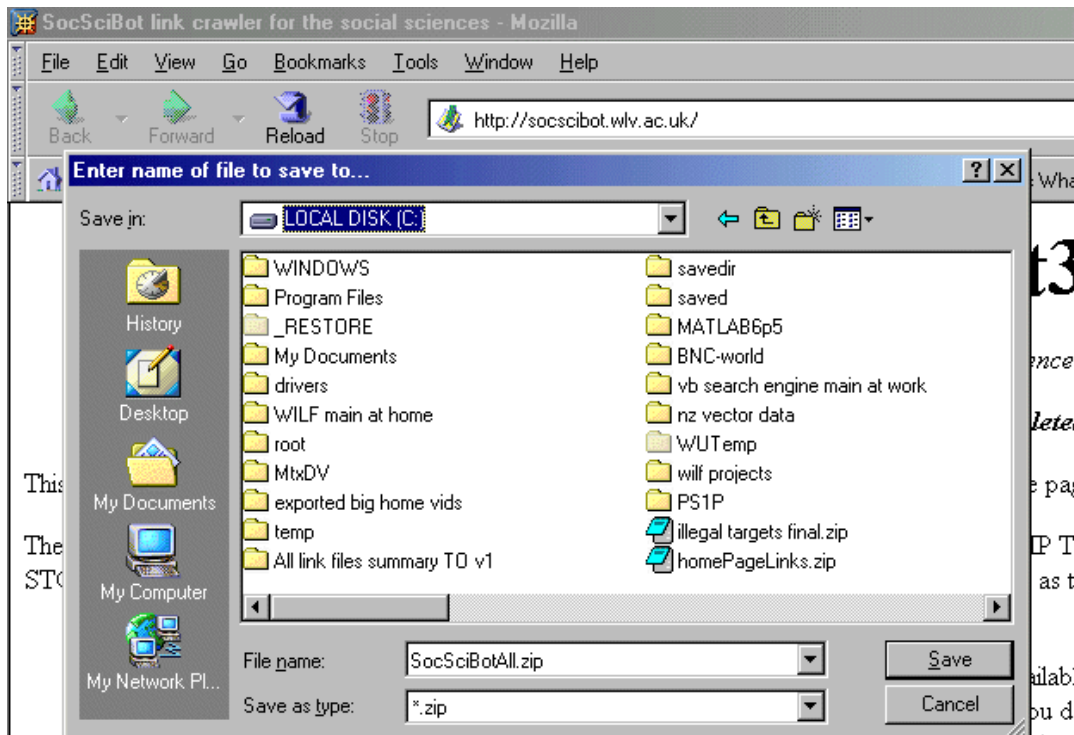 SocSciBot link crawler for the social sciences - Mozilla
File Edit View Go Bookmarks Tools Window Help
Back Forward Reload Stop http://socscibot.wlv.ac.uk/
Enter name of file to save to...
Save in: LOCAL DISK (C:)
History
Desktop
My Documents
My Computer
My Network Pl...
WINDOWS
Program Files
_RESTORE
My Documents
drivers
WILF main at home
root
MtxDV
exported big home vids
temp
All link files summary TO v1
savedir
saved
MATLAB6p5
BNC-world
vb search engine main at work
nz vector data
WUTemp
wilf projects
PS1P
illegal targets final.zip
homePageLinks.zip
File name: SocSciBotAll.zip Save
Save as type: *.zip Cancel
This
The